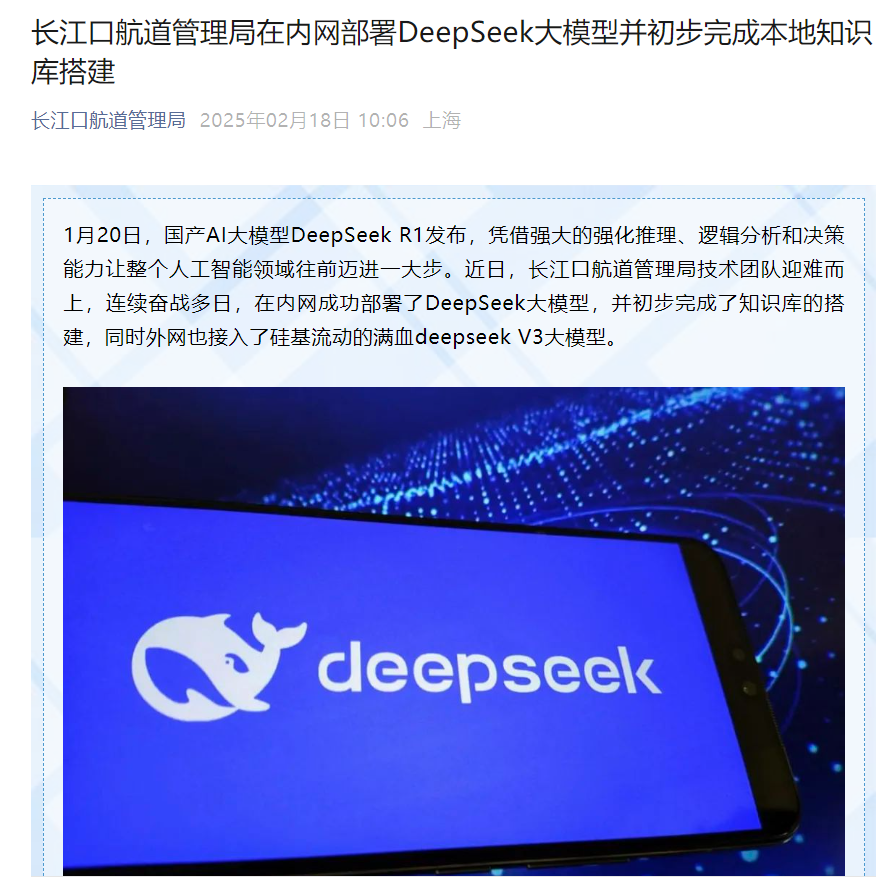 长江口航道管理局在内网部署DeepSeek大模型并初步完成本地知识
库搭建
长江口航道管理局 2025年02月18日 10:06 上海
1月20日，国产AI大模型DeepSeek R1发布，凭借强大的强化推理、逻辑分析和决策
能力让整个人工智能领域往前迈进一大步。近日，长江口航道管理局技术团队迎难而
上，连续奋战多日，在内网成功部署了DeepSeek大模型，并初步完成了知识库的搭
建，同时外网也接入了硅基流动的满血deepseek V3大模型。
deepseek